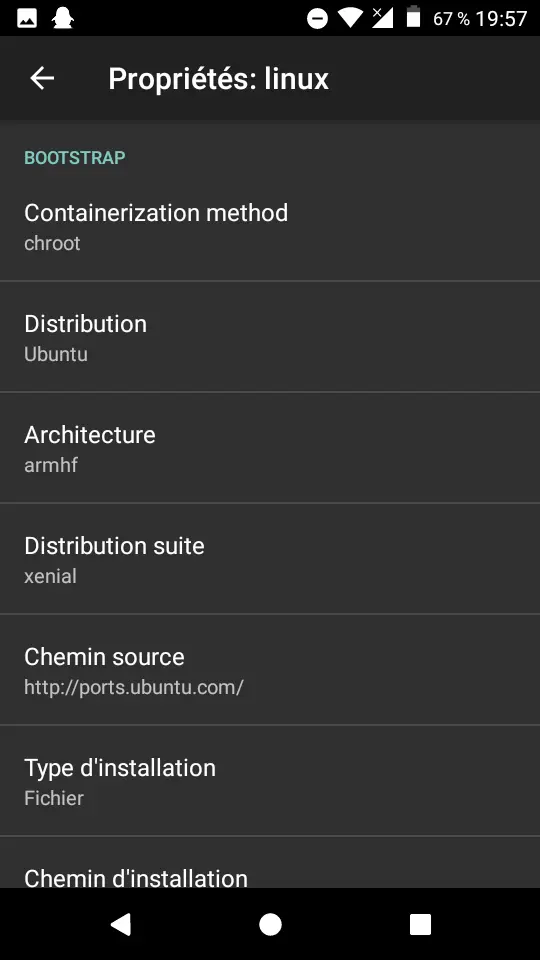 67 % 19:57
Propriétés: linux
BOOTSTRAP
Containerization method
chroot
Distribution
Ubuntu
Architecture
armhf
Distribution suite
xenial
Chemin source
http://ports.ubuntu.com/
Type d'installation
Fichier
Chemin d'installation